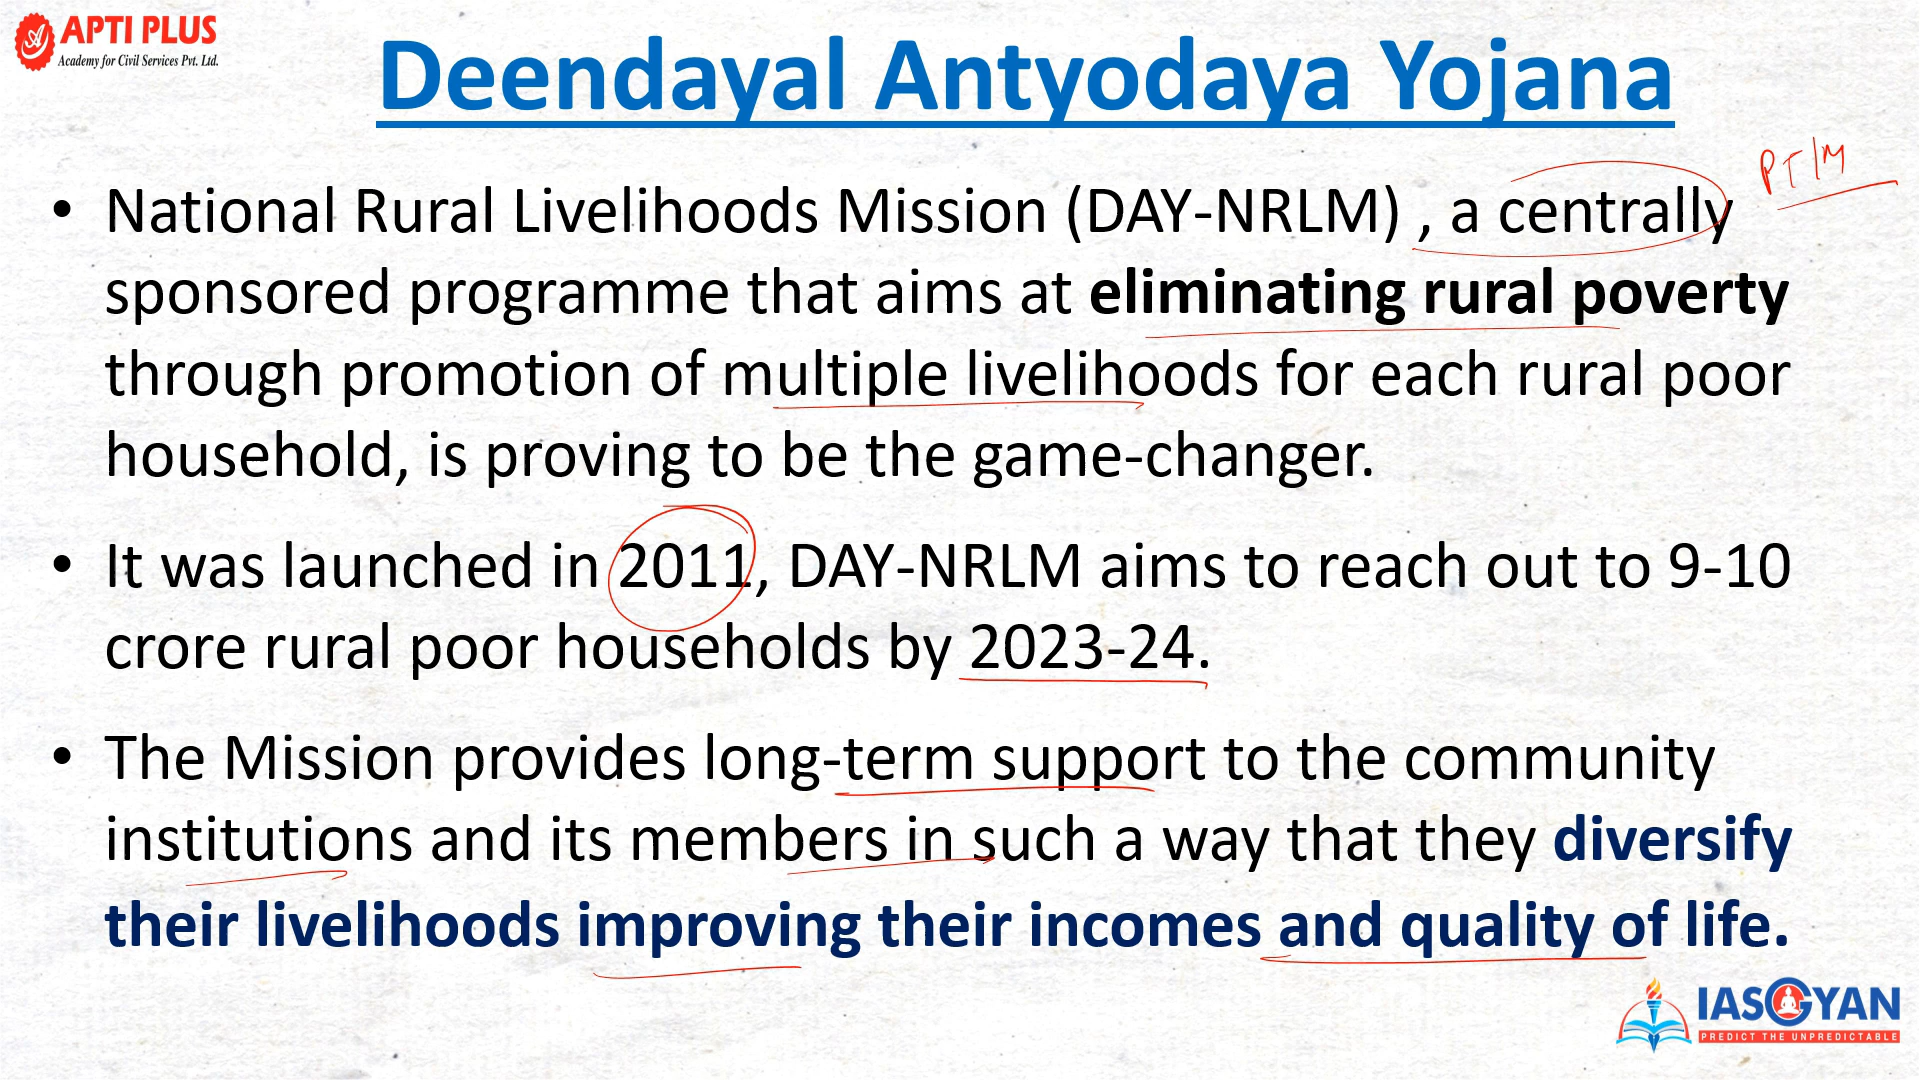 APTI PLUS
Academy for Civil Services Pvt. Ltd.
Deendayal Antyodaya Yojana
PT/M
• National Rural Livelihoods Mission (DAY-NRLM) , a centrally
sponsored programme that aims at eliminating rural poverty
through promotion of multiple livelihoods for each rural poor
household, is proving to be the game-changer.
• It was launched in 2011, DAY-NRLM aims to reach out to 9-10
crore rural poor households by 2023-24.
• The Mission provides long-term support to the community
institutions and its members in such a way that they diversify
their livelihoods improving their incomes and quality of life.
IASGYAN
PREDICT THE UNPREDICTABLE